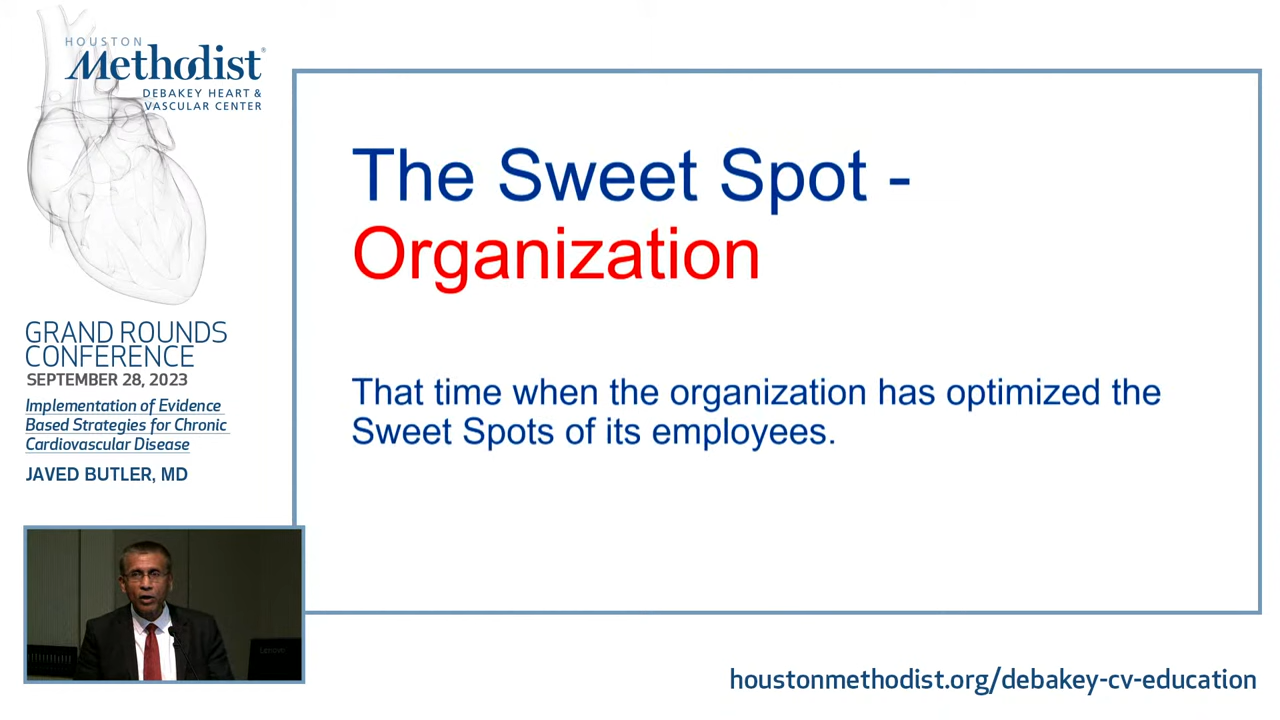 HOUSTON
Methodist®
DEBAKEY HEART &
VASCULAR CENTER
GRAND ROUNDS
CONFERENCE
SEPTEMBER 28, 2023
Implementation of Evidence
Based Strategies for Chronic
Cardiovascular Disease
JAVED BUTLER, MD
The Sweet Spot -
Organization
That time when the organization has optimized the
Sweet Spots of its employees.
Lenovo
houstonmethodist.org/debakey-cv-education